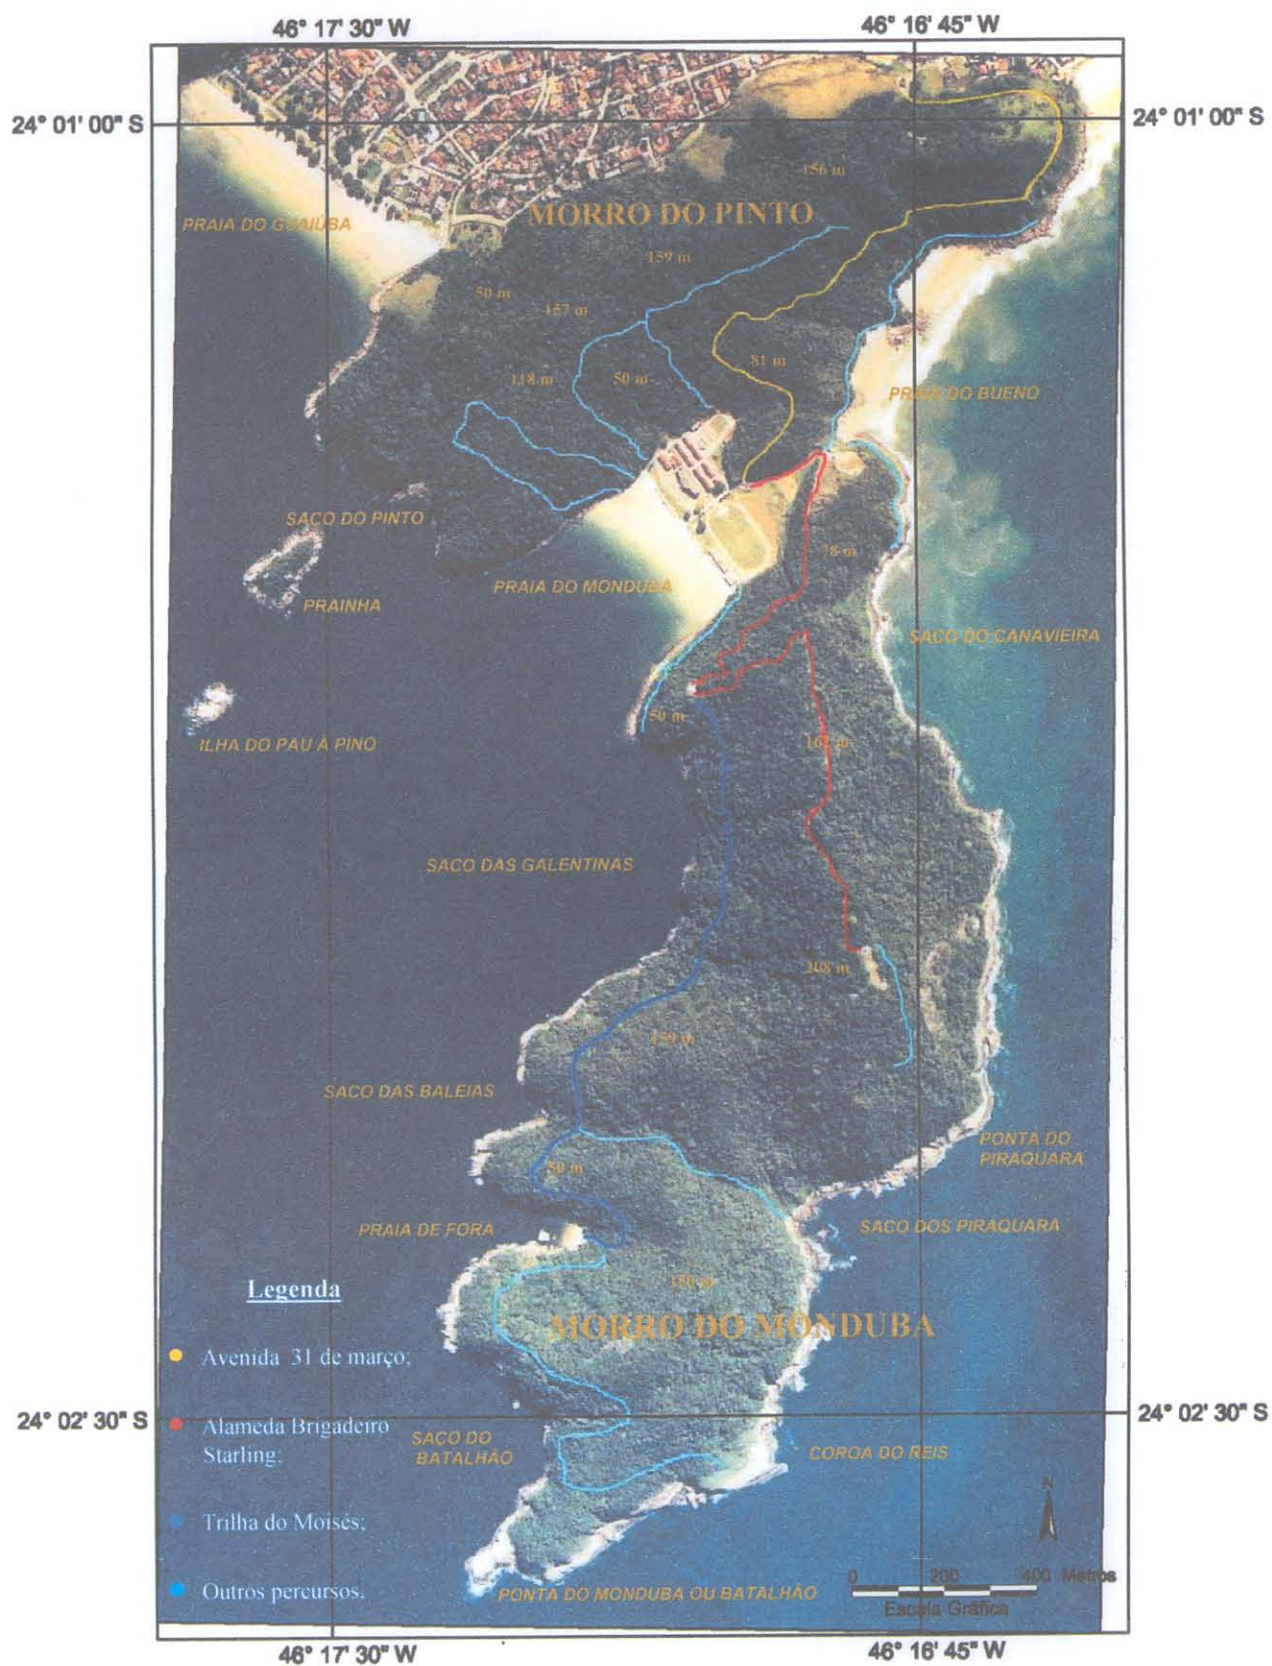 46° 17' 30" W
46° 16' 45" W
24° 01' 00" S
24° 01' 00" S
156 m
MORRO DO PINTO
PRAIA DO GUAIÚBA
159 m
50 m
157 m
81 m
118 m
50 m
PRAIA DO BUENO
SACO DO PINTO
78 m
PRAIA DO MONDUBA
PRAINHA
SACO DO CANAVIEIRA
50 m
ILHA DO PAU À PINO
SACO DAS GALENTINAS
159 m
SACO DAS BALEIAS
PONTA DO
PIRAQUARA
50 m
PRAIA DE FORA
SACO DOS PIRAQUARA
Legenda
MORRO DO MONDUBA
Avenida 31 de março;
24° 02' 30" S
24° 02' 30" S
Alameda Brigadeiro
Starling;
SACO DO
BATALHÃO
COROA DO REIS
N
Trilha do Moisés;
0 200 400 Metros
Outros percursos.
PONTA DO MONDUBA OU BATALHÃO
Escala Gráfica
46° 17' 30" W
46° 16' 45" W